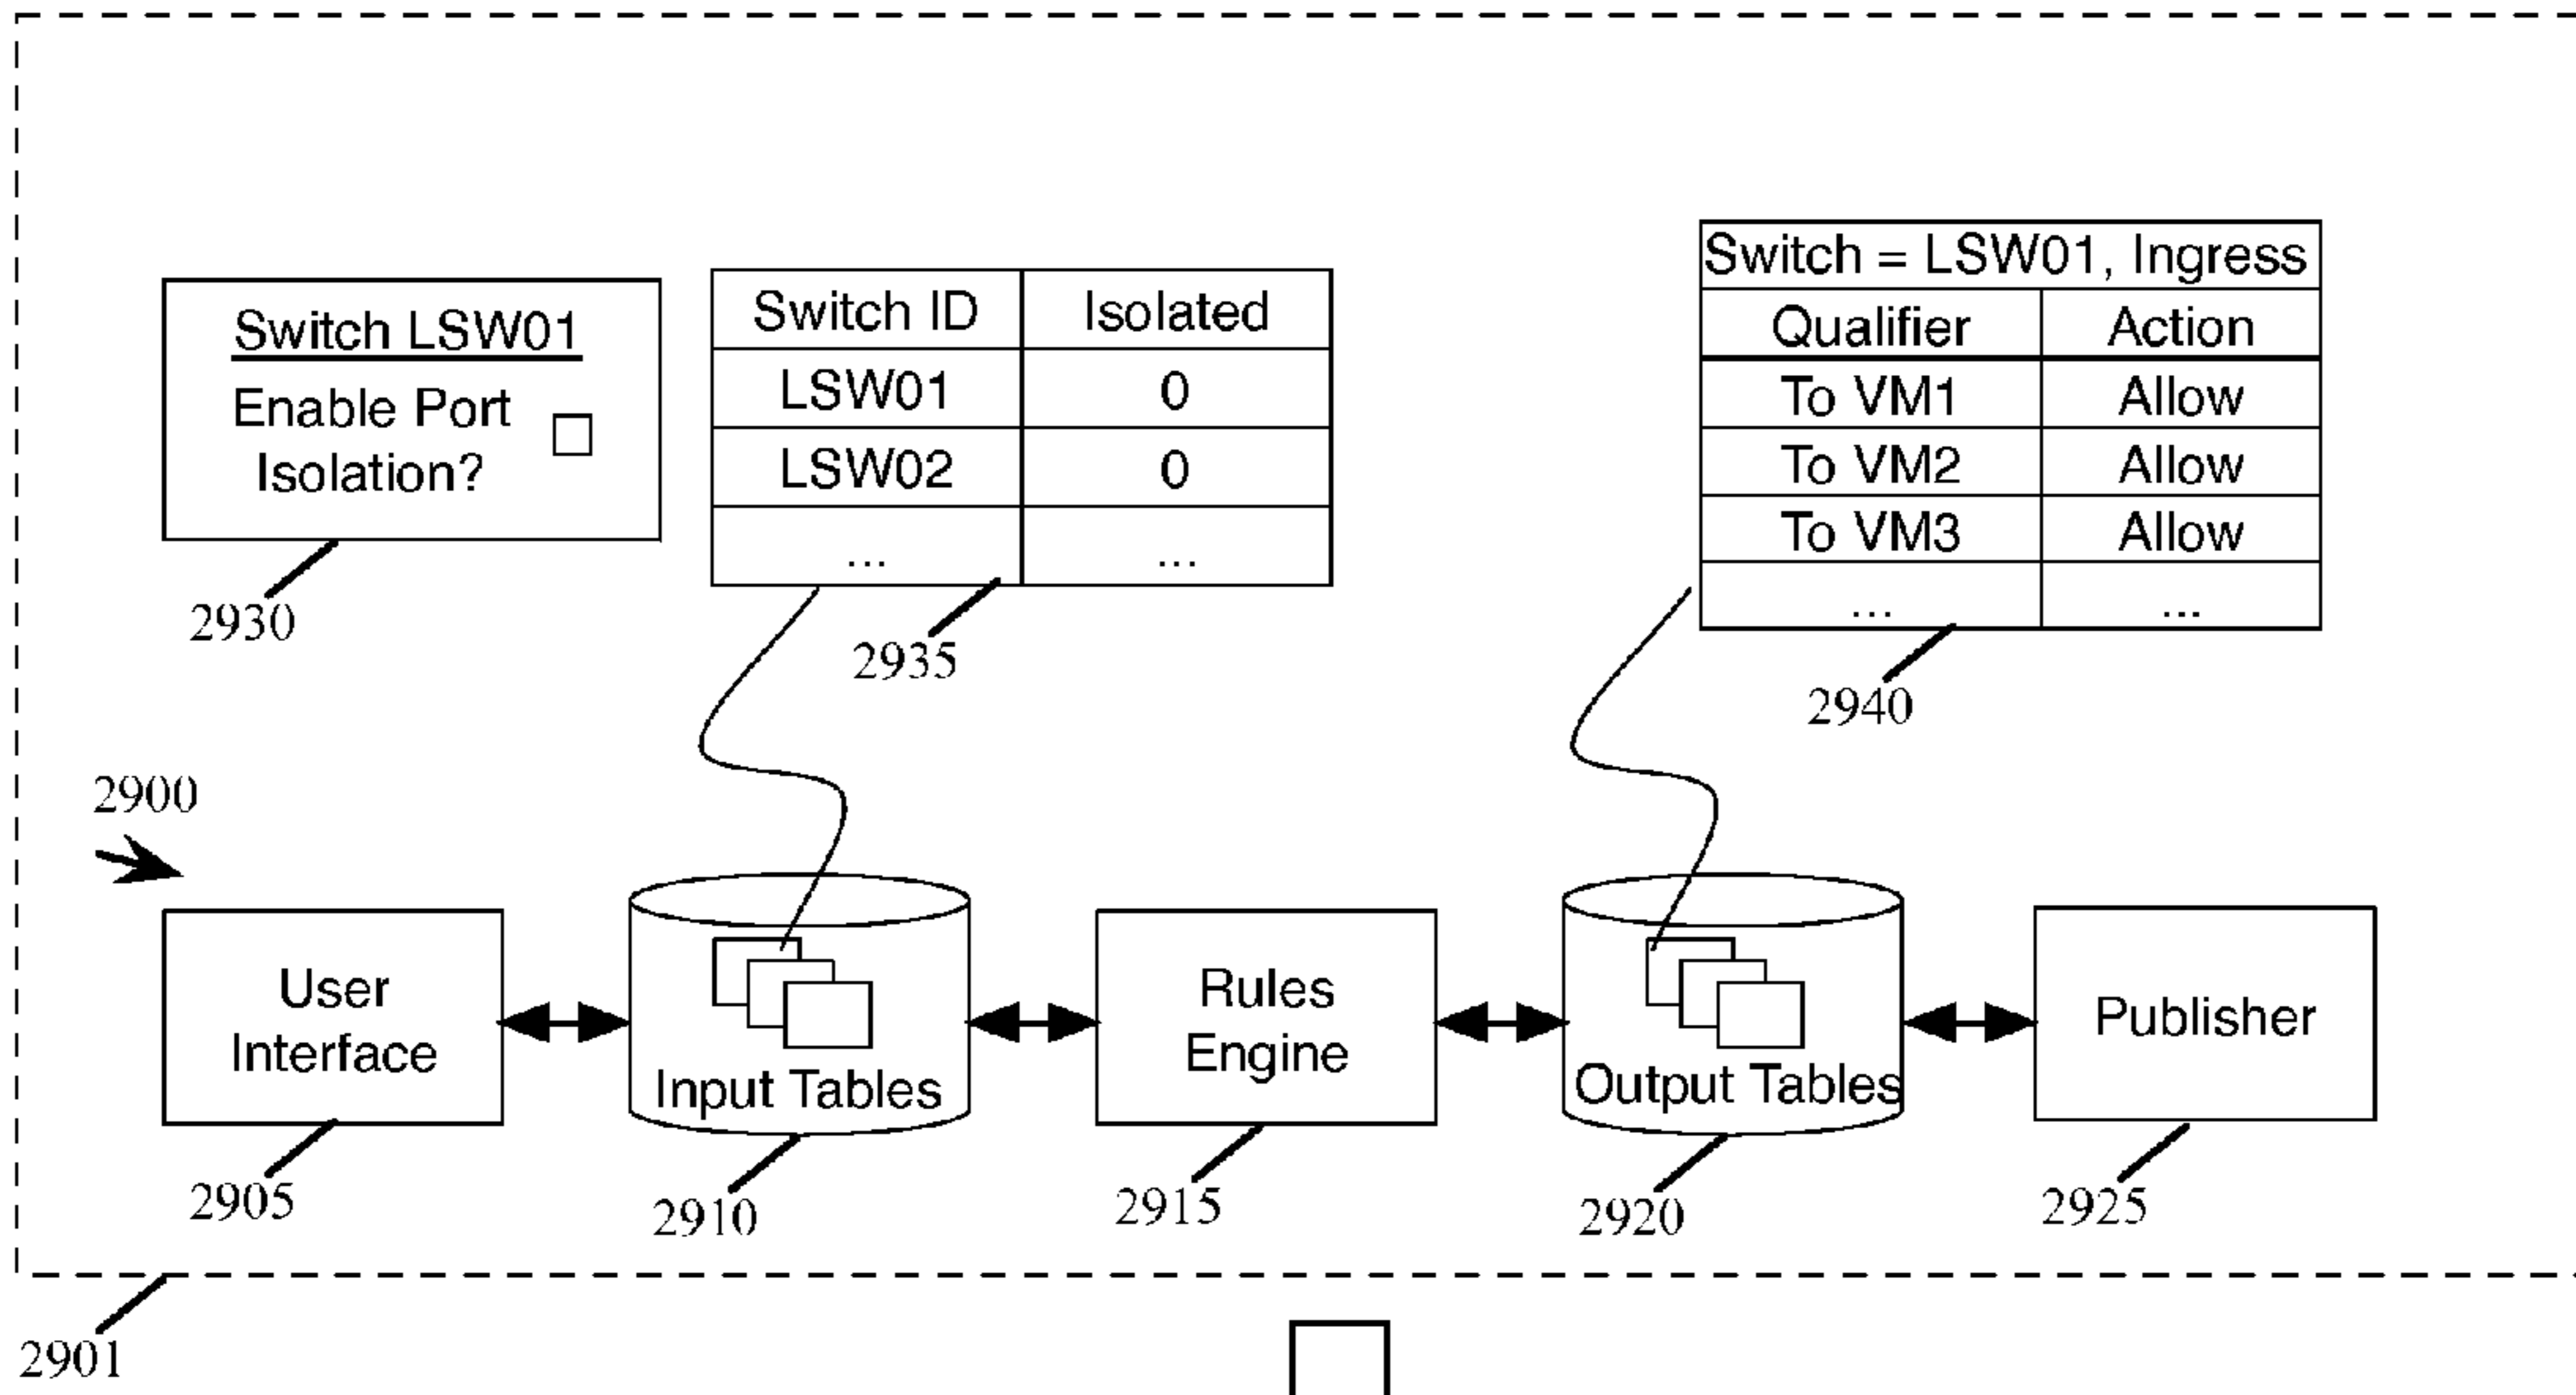 Switch LSW01
Enable Port
Isolation?
2930
Switch ID Isolated
LSW01 0
LSW02 0
... ...
2935
Switch = LSW01, Ingress
Qualifier Action
To VM1 Allow
To VM2 Allow
To VM3 Allow
... ...
2940
2900
User
Interface
2905
Input Tables
2910
Rules
Engine
2915
Output Tables
2920
Publisher
2925
2901